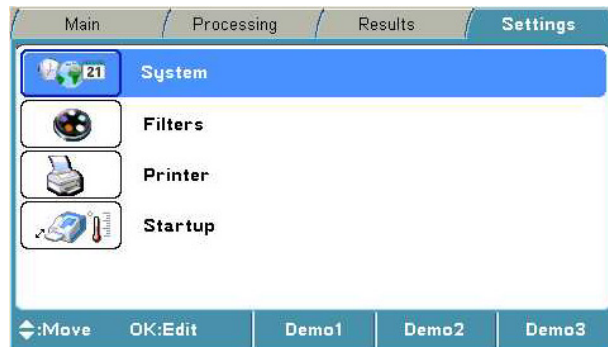 Main Processing Results Settings
21 System
Filters
Printer
Startup
:Move OK:Edit Demo1 Demo2 Demo3